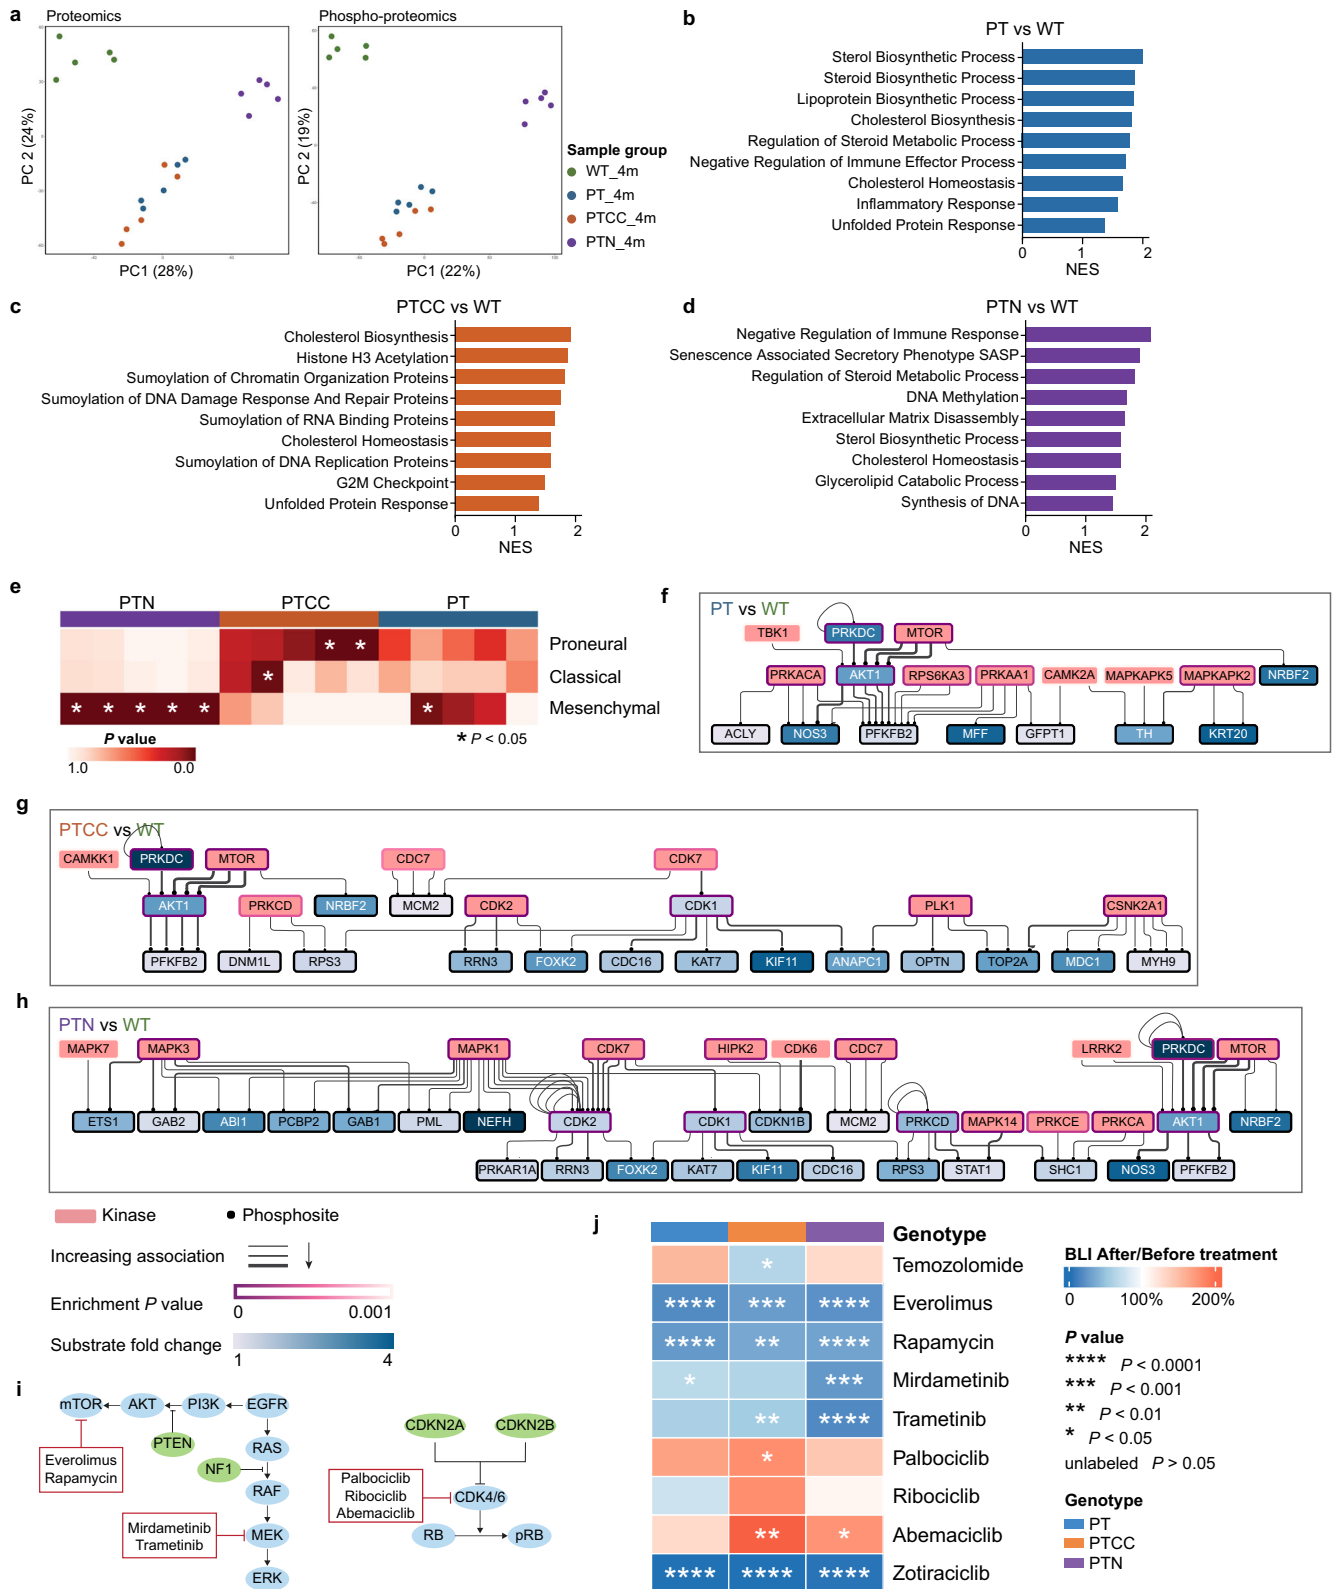 a
Proteomics
Phospho-proteomics
PC 2 (24%)
PC1 (28%)
PC 2 (19%)
PC1 (22%)
Sample group
WT_4m
PT_4m
PTCC_4m
PTN_4m
b
PT vs WT
Sterol Biosynthetic Process
Steroid Biosynthetic Process
Lipoprotein Biosynthetic Process
Cholesterol Biosynthesis
Regulation of Steroid Metabolic Process
Negative Regulation of Immune Effector Process
Cholesterol Homeostasis
Inflammatory Response
Unfolded Protein Response
0 1 2
NES
c
PTCC vs WT
Cholesterol Biosynthesis
Histone H3 Acetylation
Sumoylation of Chromatin Organization Proteins
Sumoylation of DNA Damage Response And Repair Proteins
Sumoylation of RNA Binding Proteins
Cholesterol Homeostasis
Sumoylation of DNA Replication Proteins
G2M Checkpoint
Unfolded Protein Response
0 1 2
NES
d
PTN vs WT
Negative Regulation of Immune Response
Senescence Associated Secretory Phenotype SASP
Regulation of Steroid Metabolic Process
DNA Methylation
Extracellular Matrix Disassembly
Sterol Biosynthetic Process
Cholesterol Homeostasis
Glycerolipid Catabolic Process
Synthesis of DNA
0 1 2
NES
e
PTN PTCC PT
* * Proneural
* Classical
* * * * * * Mesenchymal
P value
1.0 0.0
* P < 0.05
f
PT vs WT
TBK1 PRKDC MTOR
PRKACA AKT1 RPS6KA3 PRKAA1 CAMK2A MAPKAPK5 MAPKAPK2 NRBF2
ACLY NOS3 PFKFB2 MFF GFPT1 TH KRT20
g
PTCC vs WT
CAMKK1 PRKDC MTOR CDC7 CDK7
AKT1 PRKCD NRBF2 MCM2 CDK2 CDK1 PLK1 CSNK2A1
PFKFB2 DNM1L RPS3 RRN3 FOXK2 CDC16 KAT7 KIF11 ANAPC1 OPTN TOP2A MDC1 MYH9
h
PTN vs WT
MAPK7 MAPK3 MAPK1 CDK7 HIPK2 CDK6 CDC7 LRRK2 PRKDC MTOR
ETS1 GAB2 ABI1 PCBP2 GAB1 PML NEFH CDK2 CDK1 CDKN1B MCM2 PRKCD MAPK14 PRKCE PRKCA AKT1 NRBF2
PRKAR1A RRN3 FOXK2 KAT7 KIF11 CDC16 RPS3 STAT1 SHC1 NOS3 PFKFB2
Kinase
Phosphosite
Increasing association
Enrichment P value
0 0.001
Substrate fold change
1 4
i
mTOR AKT PI3K EGFR
PTEN
Everolimus
Rapamycin
RAS
NF1
RAF
Mirdametinib
Trametinib
MEK
ERK
CDKN2A CDKN2B
Palbociclib
Ribociclib
Abemaciclib
CDK4/6
RB pRB
j
Genotype
* Temozolomide
**** *** **** Everolimus
**** ** **** Rapamycin
* *** Mirdametinib
** **** Trametinib
* Palbociclib
Ribociclib
** * Abemaciclib
**** **** **** Zotiraciclib
BLI After/Before treatment
0 100% 200%
P value
**** P < 0.0001
*** P < 0.001
** P < 0.01
* P < 0.05
unlabeled P > 0.05
Genotype
PT
PTCC
PTN